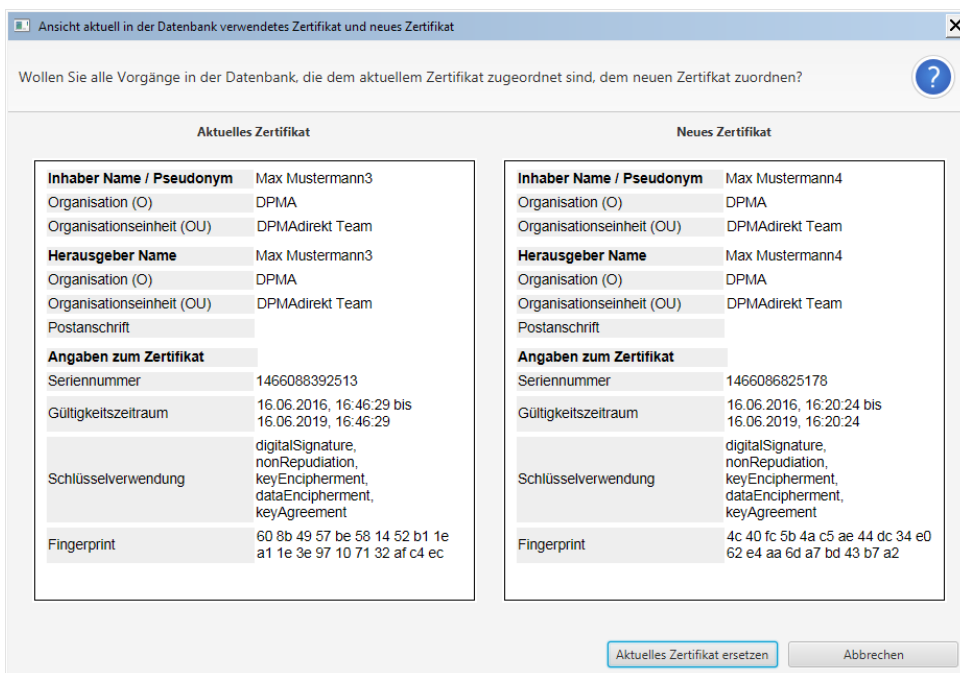 Ansicht aktuell in der Datenbank verwendetes Zertifikat und neues Zertifikat
Wollen Sie alle Vorgänge in der Datenbank, die dem aktuellem Zertifikat zugeordnet sind, dem neuen Zertifkat zuordnen?
?
Aktuelles Zertifikat
Inhaber Name / Pseudonym Max Mustermann3
Organisation (O) DPMA
Organisationseinheit (OU) DPMAdirekt Team
Herausgeber Name Max Mustermann3
Organisation (O) DPMA
Organisationseinheit (OU) DPMAdirekt Team
Postanschrift
Angaben zum Zertifikat
Seriennummer 1466088392513
Gültigkeitszeitraum
16.06.2016, 16:46:29 bis
16.06.2019, 16:46:29
Schlüsselverwendung
digitalSignature,
nonRepudiation,
keyEncipherment,
dataEncipherment,
keyAgreement
Fingerprint
60 8b 49 57 be 58 14 52 b1 1e
a1 1e 3e 97 10 71 32 af c4 ec
Neues Zertifikat
Inhaber Name / Pseudonym Max Mustermann4
Organisation (O) DPMA
Organisationseinheit (OU) DPMAdirekt Team
Herausgeber Name Max Mustermann4
Organisation (O) DPMA
Organisationseinheit (OU) DPMAdirekt Team
Postanschrift
Angaben zum Zertifikat
Seriennummer 1466086825178
Gültigkeitszeitraum
16.06.2016, 16:20:24 bis
16.06.2019, 16:20:24
Schlüsselverwendung
digitalSignature,
nonRepudiation,
keyEncipherment,
dataEncipherment,
keyAgreement
Fingerprint
4c 40 fc 5b 4a c5 ae 44 dc 34 e0
62 e4 aa 6d a7 bd 43 b7 a2
Aktuelles Zertifikat ersetzen
Abbrechen